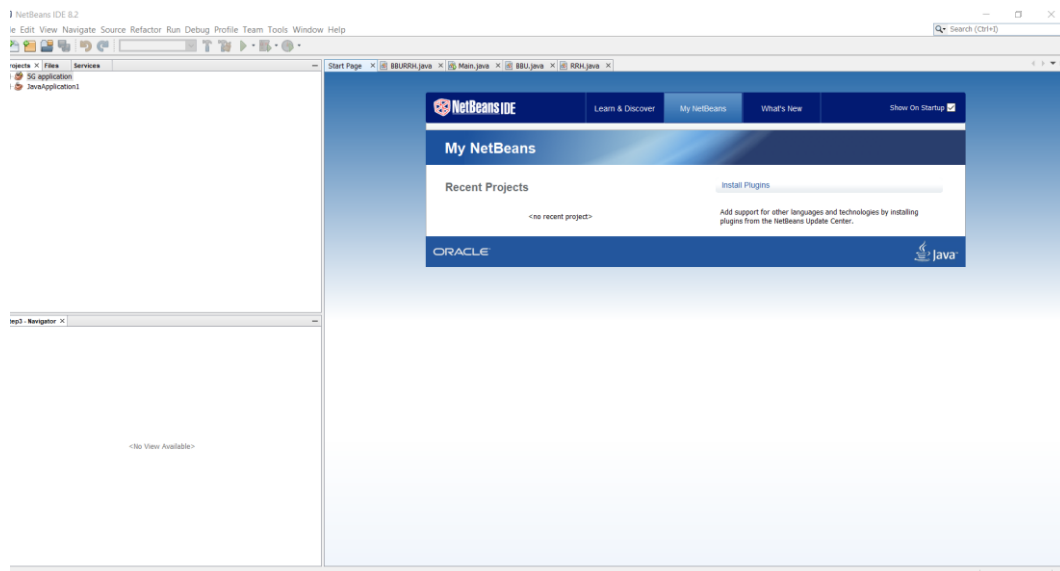 NetBeans IDE 8.2
le Edit View Navigate Source Refactor Run Debug Profile Team Tools Window Help
Search (Ctrl+I)
rojects Files Services
5G application
JavaApplication1
Start Page BBURRH.java Main.java BBU.java RRH.java
NetBeans IDE Learn & Discover My NetBeans What's New Show On Startup
My NetBeans
Recent Projects
<no recent project>
Install Plugins
Add support for other languages and technologies by installing
plugins from the NetBeans Update Center.
ORACLE Java
tep3 - Navigator
<No View Available>